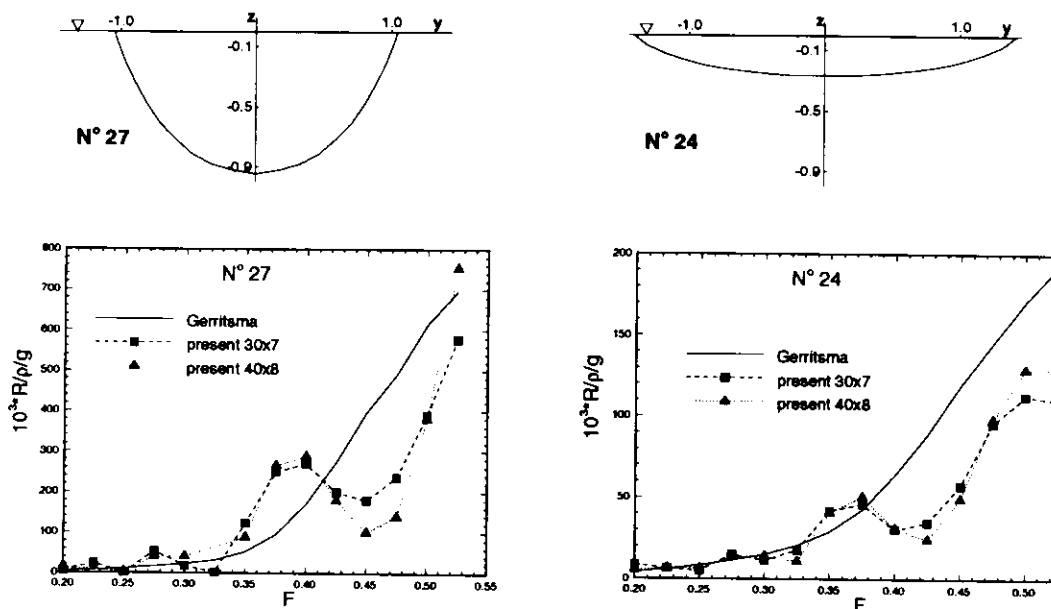 -1.0 z 1.0 y
-0.1
-0.5
-0.9
N° 27
-1.0 z 1.0 y
-0.1
-0.5
-0.9
N° 24
800
700
600
500
400
300
200
100
0
10³*R/ρ/g
N° 27
Gerritsma
present 30x7
present 40x8
0.20 0.25 0.30 0.35 0.40 0.45 0.50 0.55
F
200
150
100
50
0
10³*R/ρ/g
N° 24
Gerritsma
present 30x7
present 40x8
0.20 0.25 0.30 0.35 0.40 0.45 0.50
F